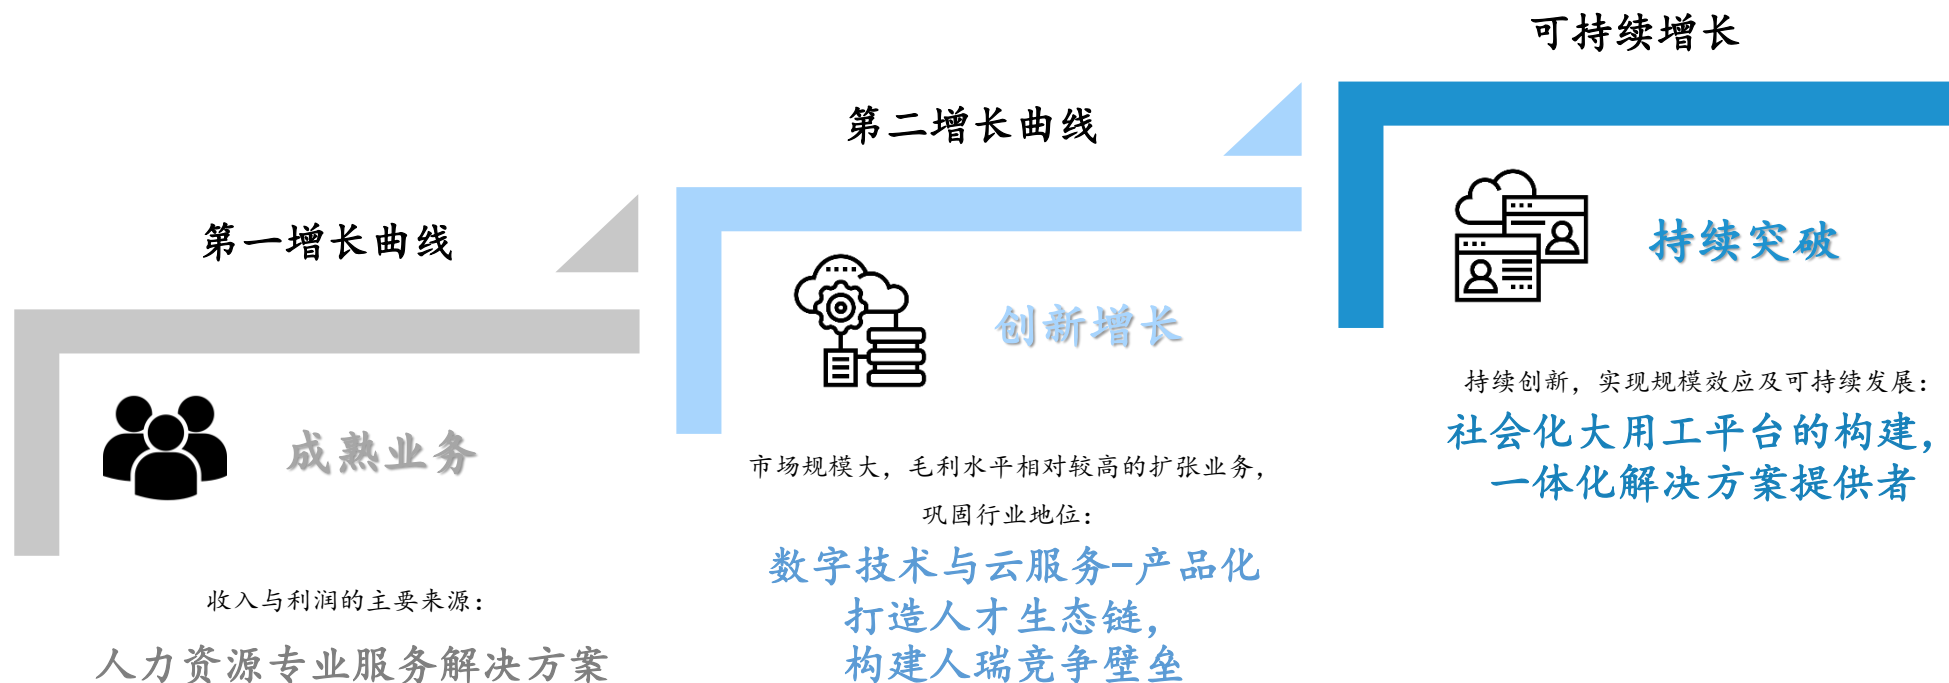 第一增长曲线
成熟业务
收入与利润的主要来源：
人力资源专业服务解决方案
第二增长曲线
创新增长
市场规模大，毛利水平相对较高的扩张业务，
巩固行业地位：
数字技术与云服务-产品化
打造人才生态链，
构建人瑞竞争壁垒
可持续增长
持续突破
持续创新，实现规模效应及可持续发展：
社会化大用工平台的构建，
一体化解决方案提供者